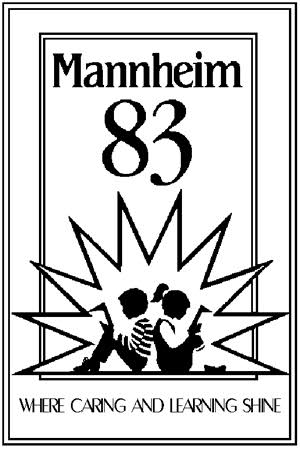 Mannheim
83
WHERE CARING AND LEARNING SHINE